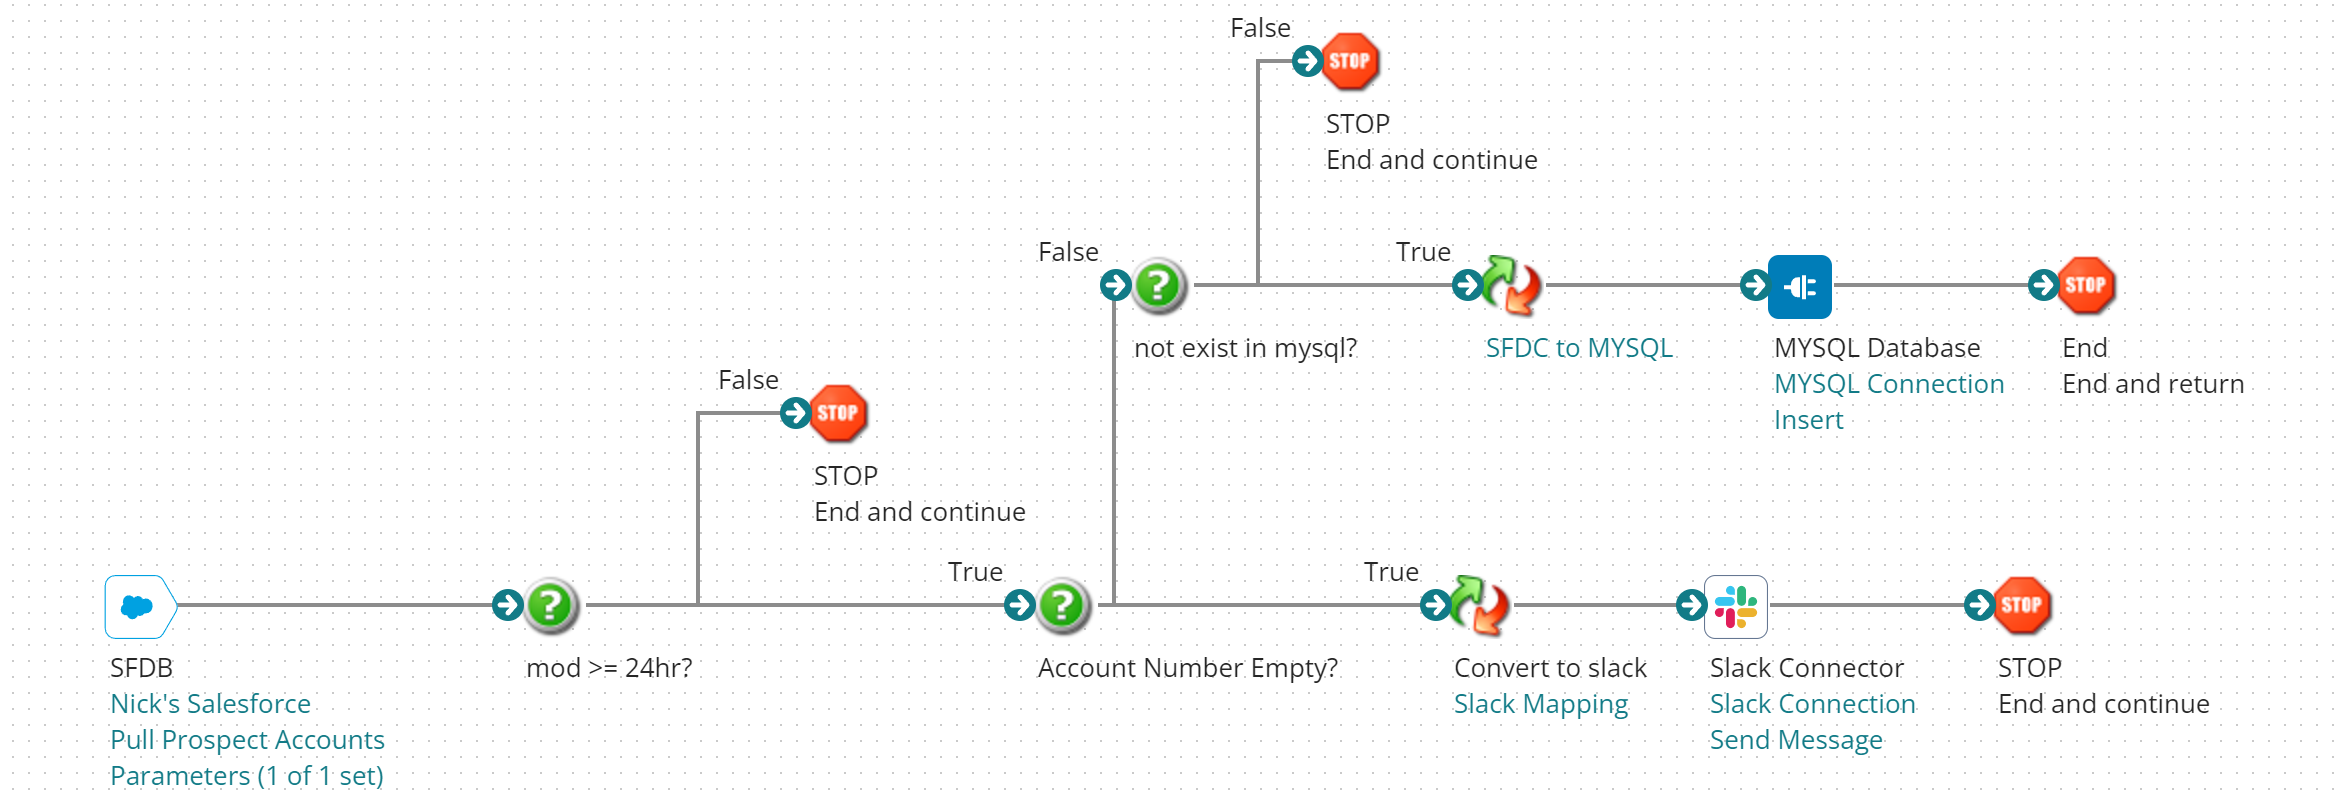 False
STOP
STOP
End and continue
False
True
not exist in mysql?
SFDC to MYSQL
MYSQL Database
MYSQL Connection
Insert
STOP
End
End and return
False
STOP
STOP
End and continue
SFDB
Nick's Salesforce
Pull Prospect Accounts
Parameters (1 of 1 set)
mod >= 24hr?
True
Account Number Empty?
True
Convert to slack
Slack Mapping
Slack Connector
Slack Connection
Send Message
STOP
STOP
End and continue